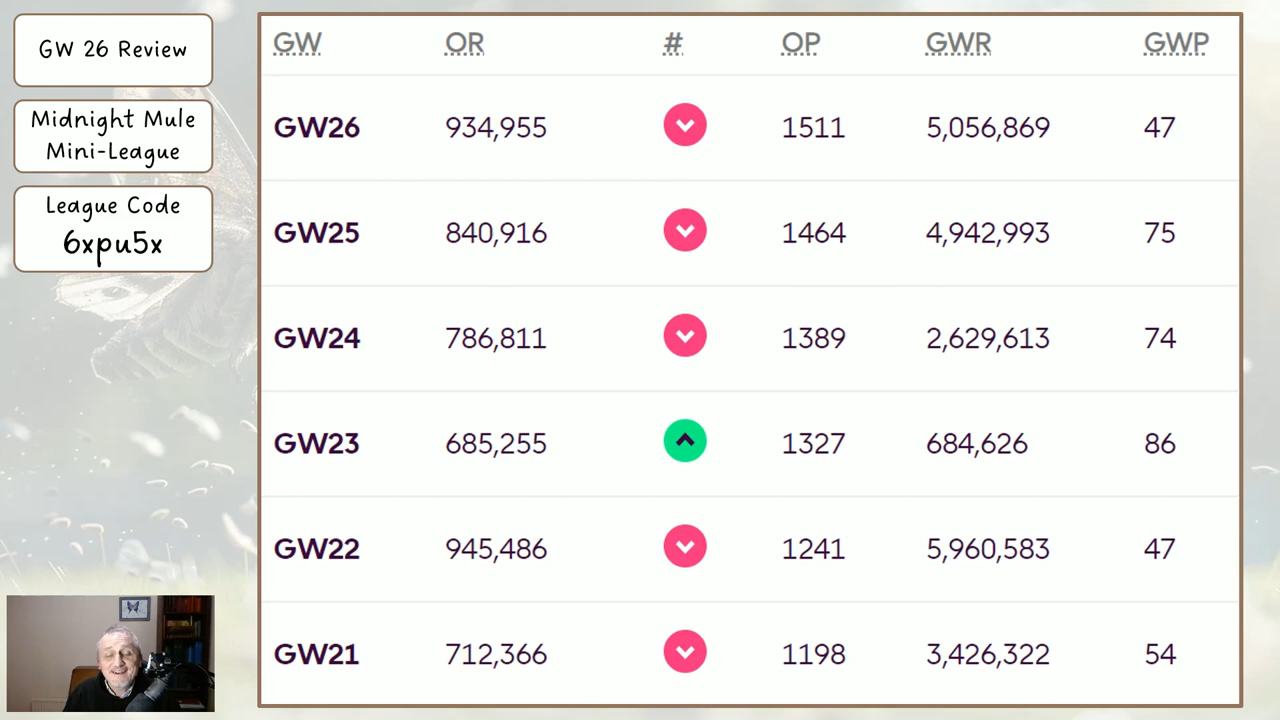 GW 26 Review
Midnight Mule
Mini-League
League Code
6xpu5x
GW OR # OP GWR GWP
GW26 934,955 1511 5,056,869 47
GW25 840,916 1464 4,942,993 75
GW24 786,811 1389 2,629,613 74
GW23 685,255 1327 684,626 86
GW22 945,486 1241 5,960,583 47
GW21 712,366 1198 3,426,322 54